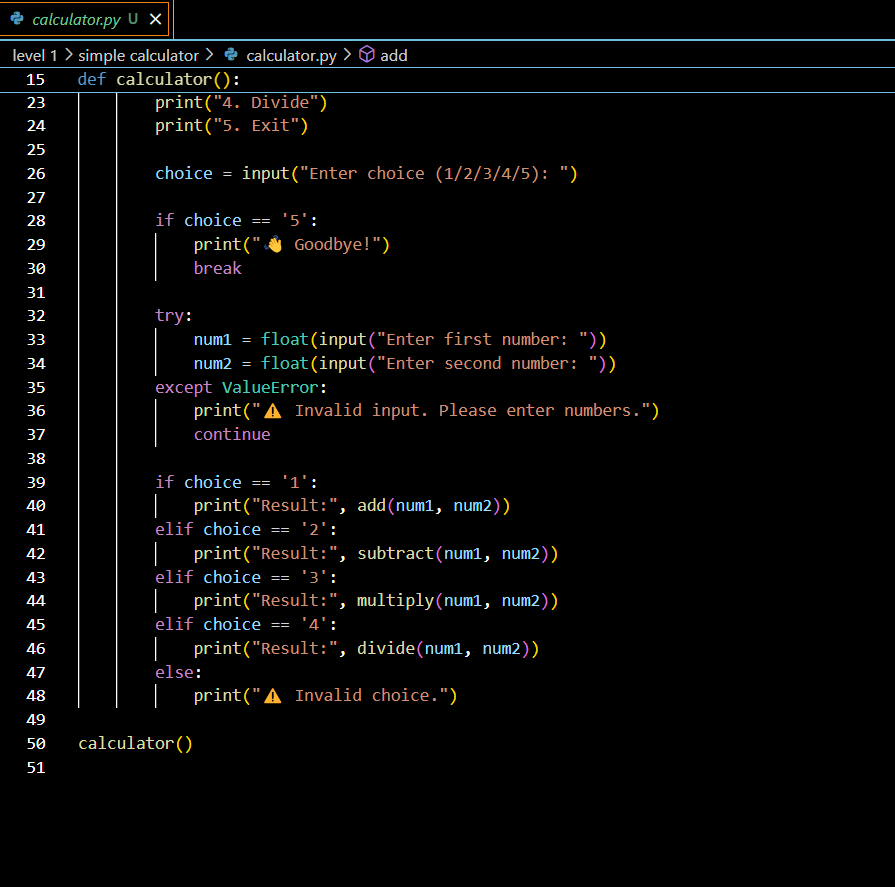 calculator.py U
level 1 > simple calculator > calculator.py > add
15 def calculator():
23 print("4. Divide")
24 print("5. Exit")
25
26 choice = input("Enter choice (1/2/3/4/5): ")
27
28 if choice == '5':
29 print("👋 Goodbye!")
30 break
31
32 try:
33 num1 = float(input("Enter first number: "))
34 num2 = float(input("Enter second number: "))
35 except ValueError:
36 print("⚠️ Invalid input. Please enter numbers.")
37 continue
38
39 if choice == '1':
40 print("Result:", add(num1, num2))
41 elif choice == '2':
42 print("Result:", subtract(num1, num2))
43 elif choice == '3':
44 print("Result:", multiply(num1, num2))
45 elif choice == '4':
46 print("Result:", divide(num1, num2))
47 else:
48 print("⚠️ Invalid choice.")
49
50 calculator()
51